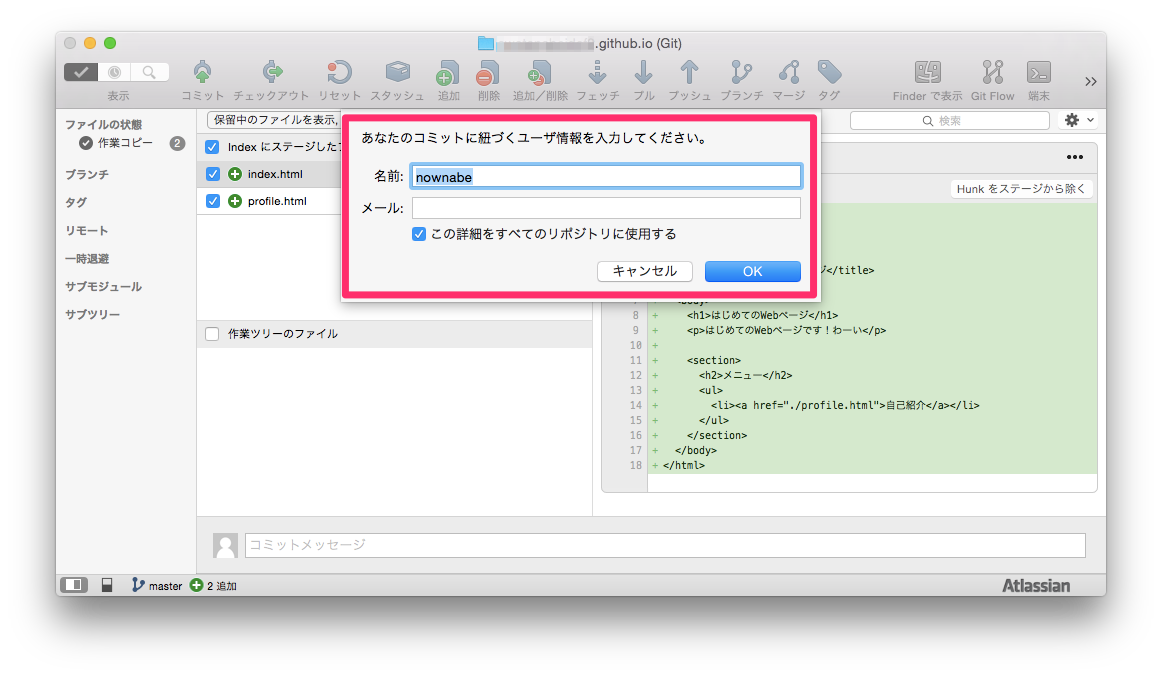 .github.io (Git)
表示
コミット
チェックアウト
リセット
スタッシュ
追加
削除
追加／削除
フェッチ
プル
プッシュ
ブランチ
マージ
タグ
Finder で表示
Git Flow
端末
ファイルの状態
作業コピー 2
ブランチ
タグ
リモート
一時退避
サブモジュール
サブツリー
保留中のファイルを表示,
検索
Index にステージした
index.html
profile.html
作業ツリーのファイル
あなたのコミットに紐づくユーザ情報を入力してください。
名前: nownabe
メール:
この詳細をすべてのリポジトリに使用する
キャンセル
OK
Hunk をステージから除く
</title>
<body>
8 + <h1>はじめてのWebページ</h1>
9 + <p>はじめてのWebページです！わーい</p>
10 +
11 + <section>
12 + <h2>メニュー</h2>
13 + <ul>
14 + <li><a href="./profile.html">自己紹介</a></li>
15 + </ul>
16 + </section>
17 + </body>
18 + </html>
コミットメッセージ
master
2 追加
Atlassian